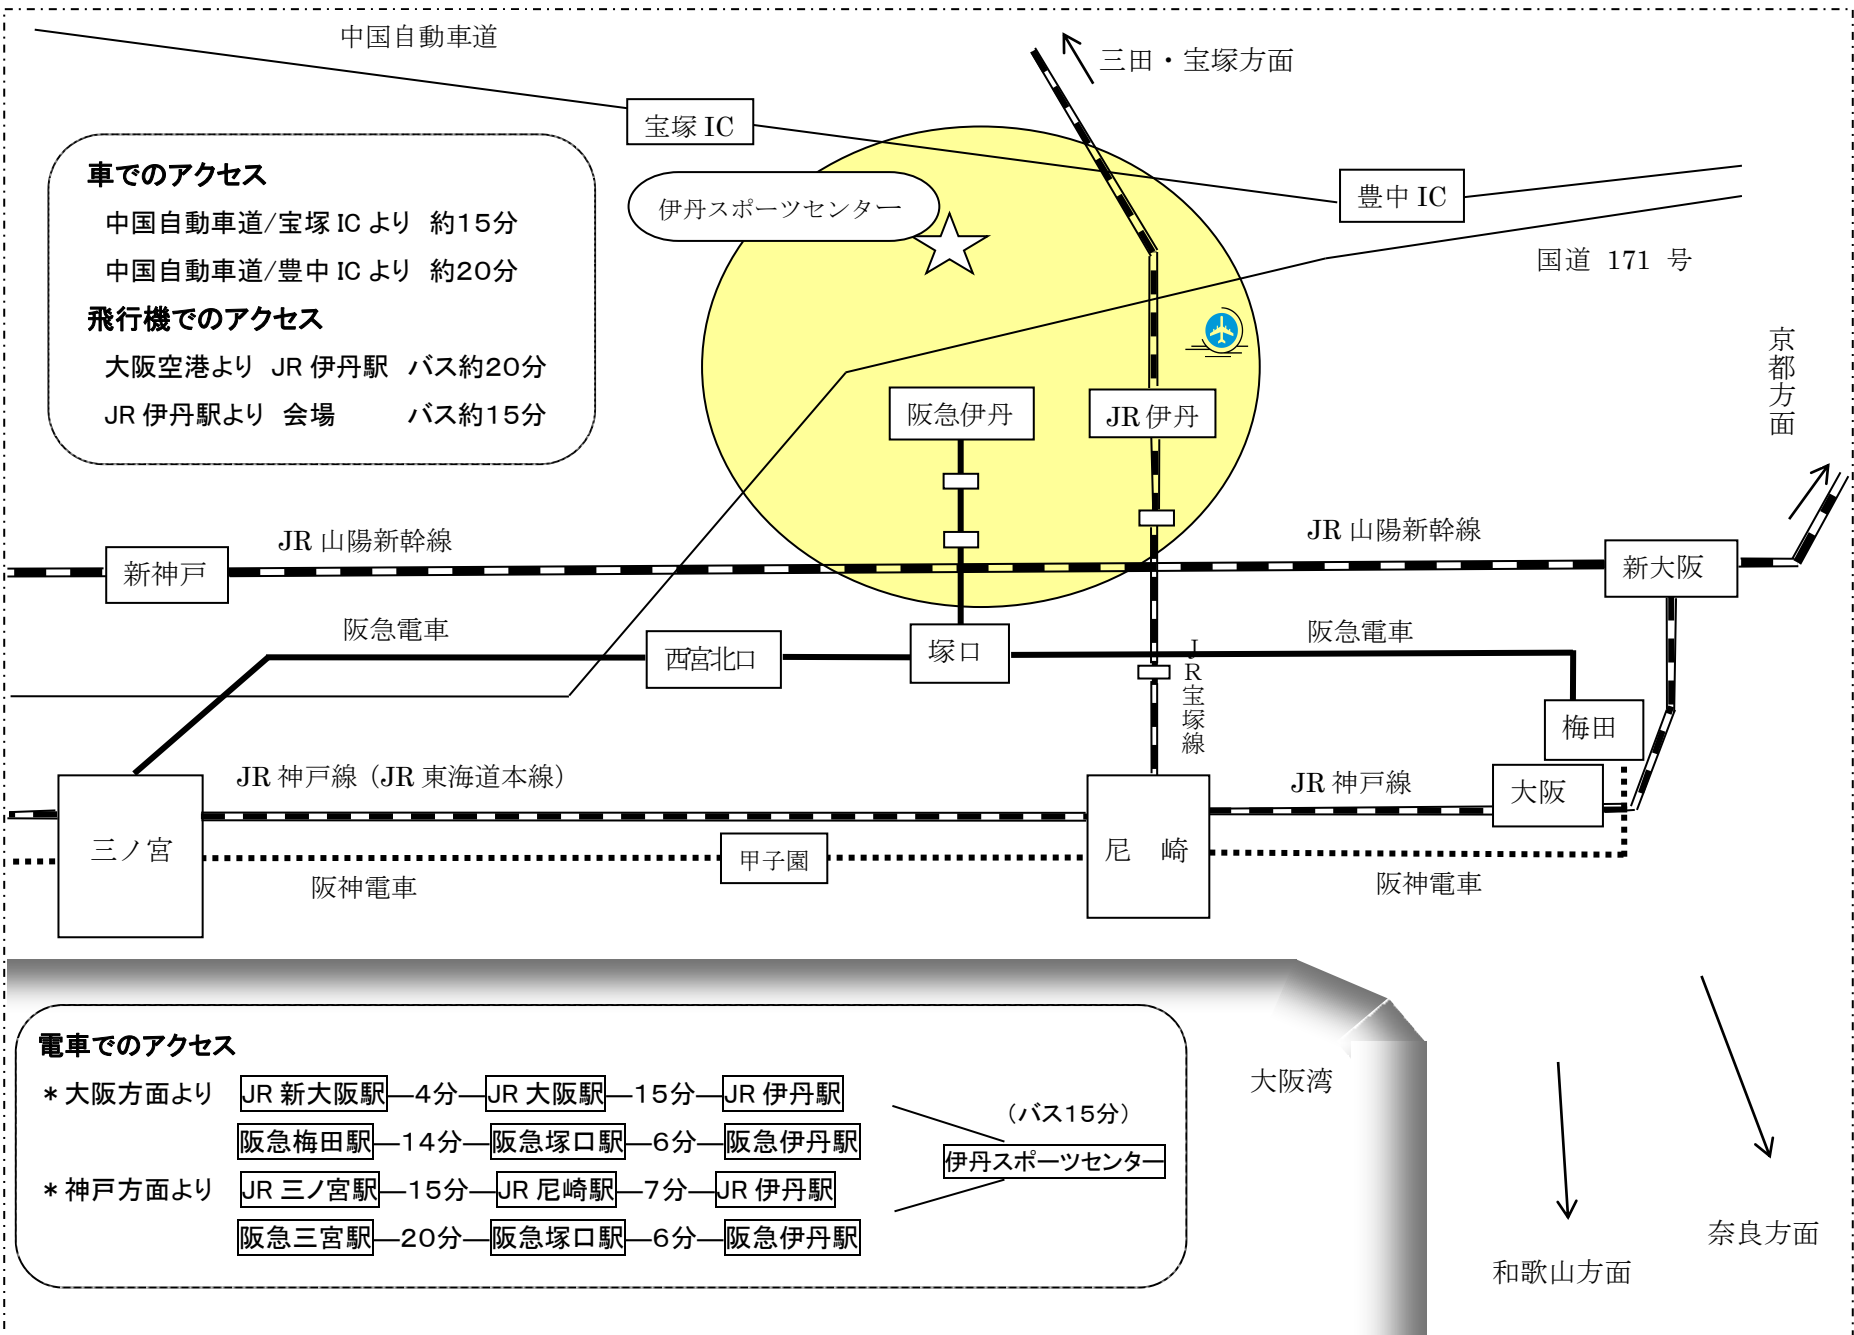 中国自動車道
三田・宝塚方面
宝塚 IC
豊中 IC
伊丹スポーツセンター
国道 171 号
車でのアクセス
中国自動車道/宝塚 IC より 約15分
中国自動車道/豊中 IC より 約20分
飛行機でのアクセス
大阪空港より JR 伊丹駅 バス約20分
JR 伊丹駅より 会場 バス約15分
京都方面
阪急伊丹
JR 伊丹
JR 山陽新幹線
JR 山陽新幹線
新神戸
新大阪
阪急電車
阪急電車
西宮北口
塚口
JR宝塚線
梅田
JR 神戸線（JR 東海道本線）
JR 神戸線
大阪
三ノ宮
甲子園
尼 崎
阪神電車
阪神電車
電車でのアクセス
＊大阪方面より JR 新大阪駅―4分―JR 大阪駅―15分―JR 伊丹駅
阪急梅田駅―14分―阪急塚口駅―6分―阪急伊丹駅
＊神戸方面より JR 三ノ宮駅―15分―JR 尼崎駅―7分―JR 伊丹駅
阪急三宮駅―20分―阪急塚口駅―6分―阪急伊丹駅
（バス15分）
伊丹スポーツセンター
大阪湾
和歌山方面
奈良方面